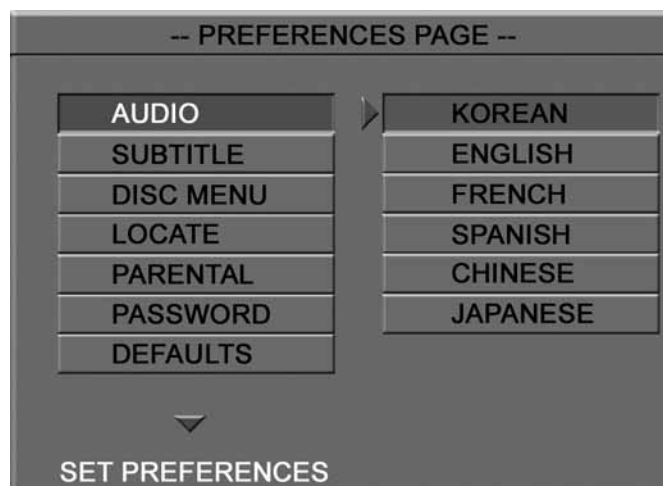 -- PREFERENCES PAGE --
AUDIO
SUBTITLE
DISC MENU
LOCATE
PARENTAL
PASSWORD
DEFAULTS
KOREAN
ENGLISH
FRENCH
SPANISH
CHINESE
JAPANESE
SET PREFERENCES